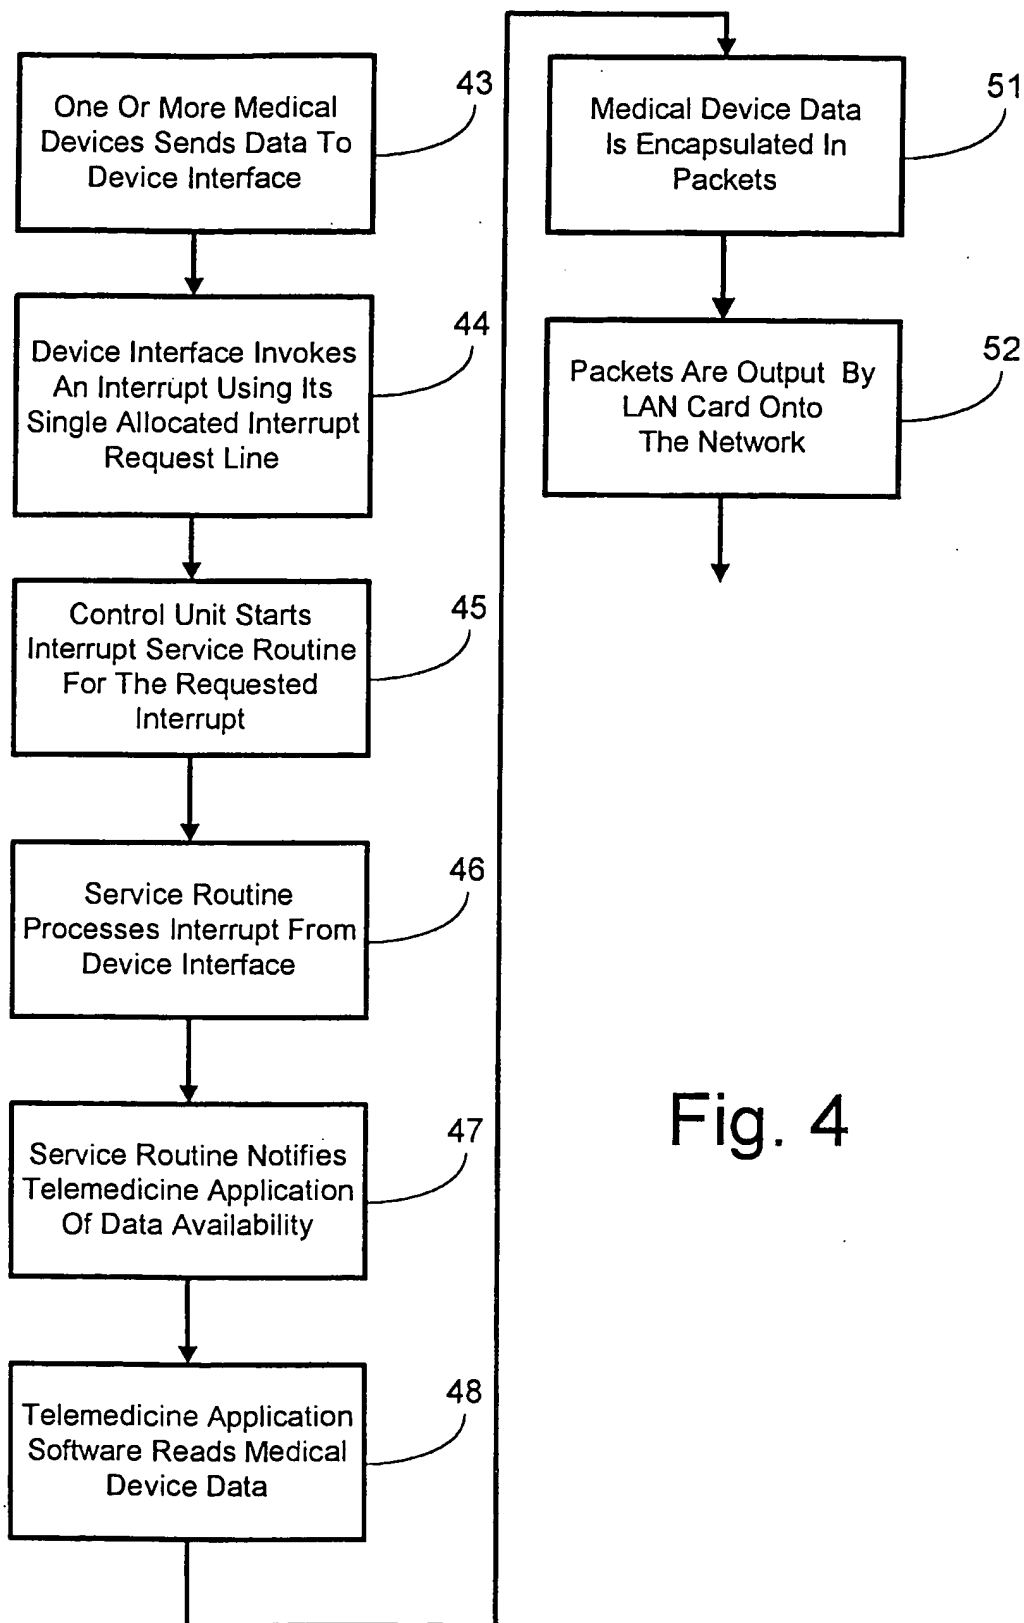 One Or More Medical
Devices Sends Data To
Device Interface
43
Device Interface Invokes
An Interrupt Using Its
Single Allocated Interrupt
Request Line
44
Control Unit Starts
Interrupt Service Routine
For The Requested
Interrupt
45
Service Routine
Processes Interrupt From
Device Interface
46
Service Routine Notifies
Telemedicine Application
Of Data Availability
47
Telemedicine Application
Software Reads Medical
Device Data
48
Medical Device Data
Is Encapsulated In
Packets
51
Packets Are Output By
LAN Card Onto
The Network
52
Fig. 4